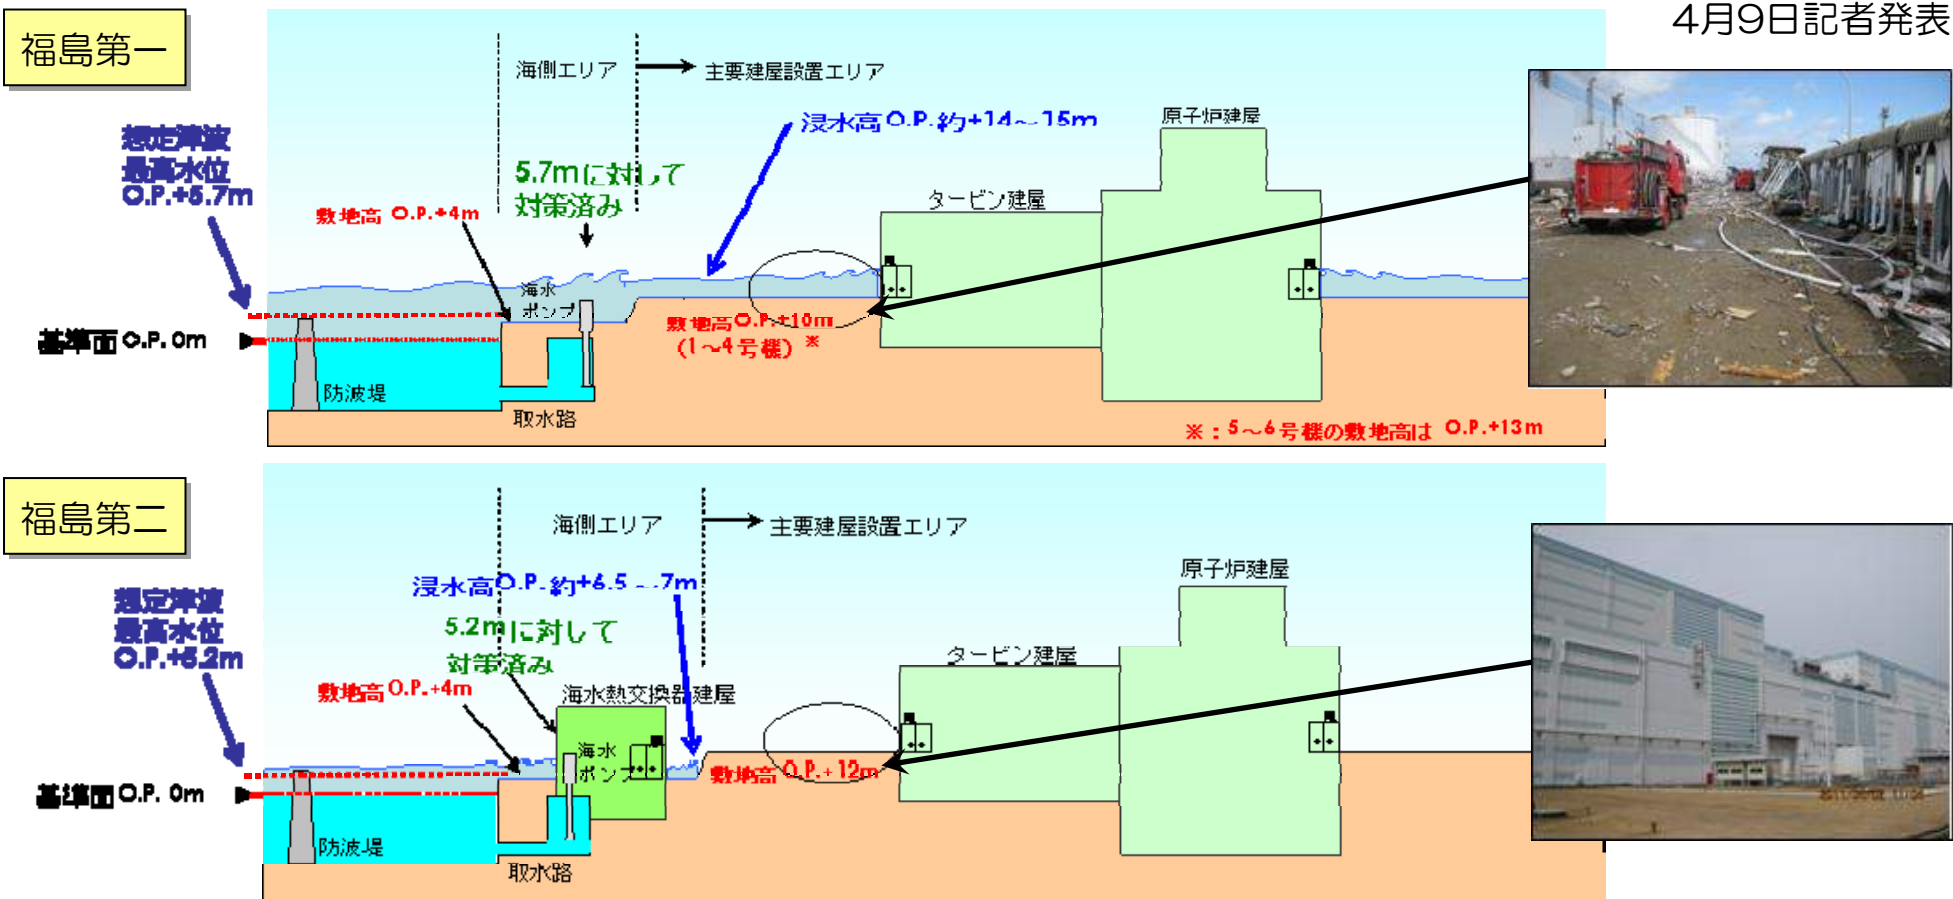 4月9日記者発表
福島第一
海側エリア
主要建屋設置エリア
浸水高O.P.約+14～15m
原子炉建屋
想定津波
最高水位
O.P.+5.7m
5.7mに対して
対策済み
敷地高 O.P.+4m
タービン建屋
海水
ポンプ
敷地高O.P.+10m
(1～4号機) ※
基準面 O.P. 0m
防波堤
取水路
※：5～6号機の敷地高は O.P.+13m
福島第二
海側エリア
主要建屋設置エリア
浸水高O.P.約+6.5～7m
原子炉建屋
想定津波
最高水位
O.P.+5.2m
5.2mに対して
対策済み
敷地高 O.P.+4m
タービン建屋
海水熱交換器建屋
海水
ポンプ
敷地高 O.P.+12m
基準面 O.P. 0m
防波堤
取水路